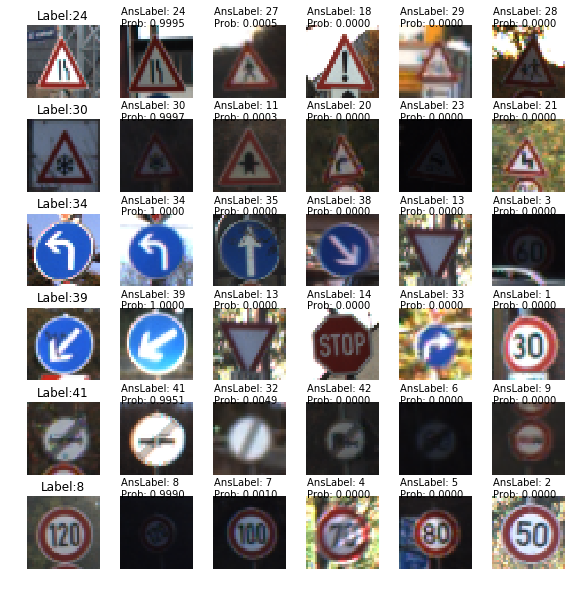 Label:24
AnsLabel: 24
Prob: 0.9995
AnsLabel: 27
Prob: 0.0005
AnsLabel: 18
Prob: 0.0000
AnsLabel: 29
Prob: 0.0000
AnsLabel: 28
Prob: 0.0000
Label:30
AnsLabel: 30
Prob: 0.9997
AnsLabel: 11
Prob: 0.0003
AnsLabel: 20
Prob: 0.0000
AnsLabel: 23
Prob: 0.0000
AnsLabel: 21
Prob: 0.0000
Label:34
AnsLabel: 34
Prob: 1.0000
AnsLabel: 35
Prob: 0.0000
AnsLabel: 38
Prob: 0.0000
AnsLabel: 13
Prob: 0.0000
AnsLabel: 3
Prob: 0.0000
60
Label:39
AnsLabel: 39
Prob: 1.0000
AnsLabel: 13
Prob: 0.0000
AnsLabel: 14
Prob: 0.0000
STOP
AnsLabel: 33
Prob: 0.0000
AnsLabel: 1
Prob: 0.0000
30
Label:41
AnsLabel: 41
Prob: 0.9951
AnsLabel: 32
Prob: 0.0049
AnsLabel: 42
Prob: 0.0000
AnsLabel: 6
Prob: 0.0000
AnsLabel: 9
Prob: 0.0000
Label:8
120
AnsLabel: 8
Prob: 0.9990
AnsLabel: 7
Prob: 0.0010
100
AnsLabel: 4
Prob: 0.0000
70
AnsLabel: 5
Prob: 0.0000
80
AnsLabel: 2
Prob: 0.0000
50